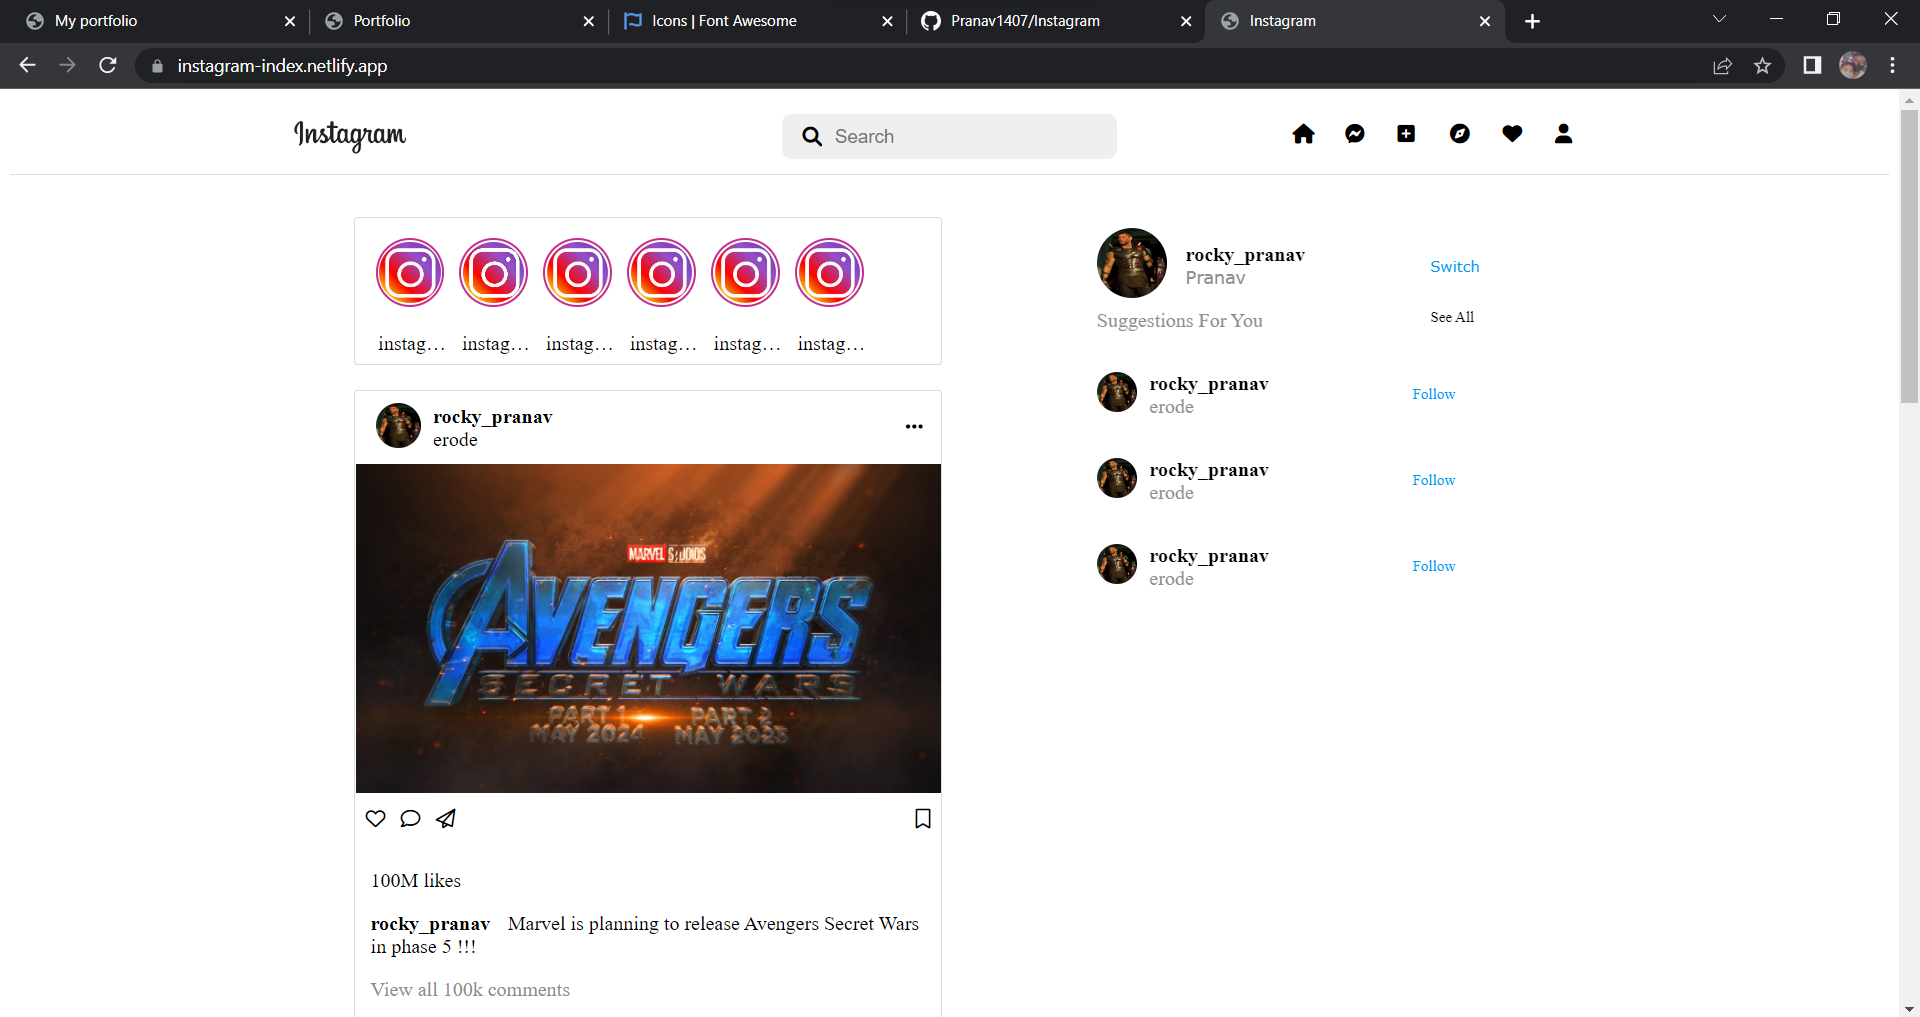 My portfolio
Portfolio
Icons | Font Awesome
Pranav1407/Instagram
Instagram
instagram-index.netlify.app
Instagram
Search
instag...
instag...
instag...
instag...
instag...
instag...
rocky_pranav
Pranav
Switch
Suggestions For You
See All
rocky_pranav
erode
Follow
rocky_pranav
erode
Follow
rocky_pranav
erode
Follow
rocky_pranav
erode
MARVEL STUDIOS
AVENGERS
SECRET WARS
PART 1 PART 2
MAY 2024 MAY 2025
100M likes
rocky_pranav Marvel is planning to release Avengers Secret Wars
in phase 5 !!!
View all 100k comments